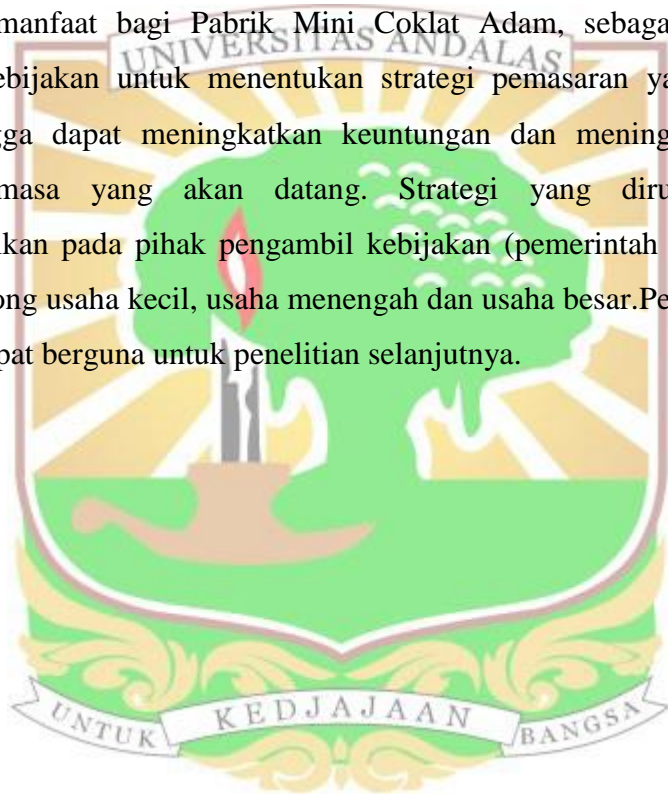 manfaat bagi Pabrik Mini Coklat Adam, sebaga
UNIVERSITAS ANDALAS
ebijakan untuk menentukan strategi pemasaran ya
gga dapat meningkatkan keuntungan dan mening
masa yang akan datang. Strategi yang diru
kan pada pihak pengambil kebijakan (pemerintah
ong usaha kecil, usaha menengah dan usaha besar.Pe
pat berguna untuk penelitian selanjutnya.
UNTUK KEDJAJAAN BANGSA